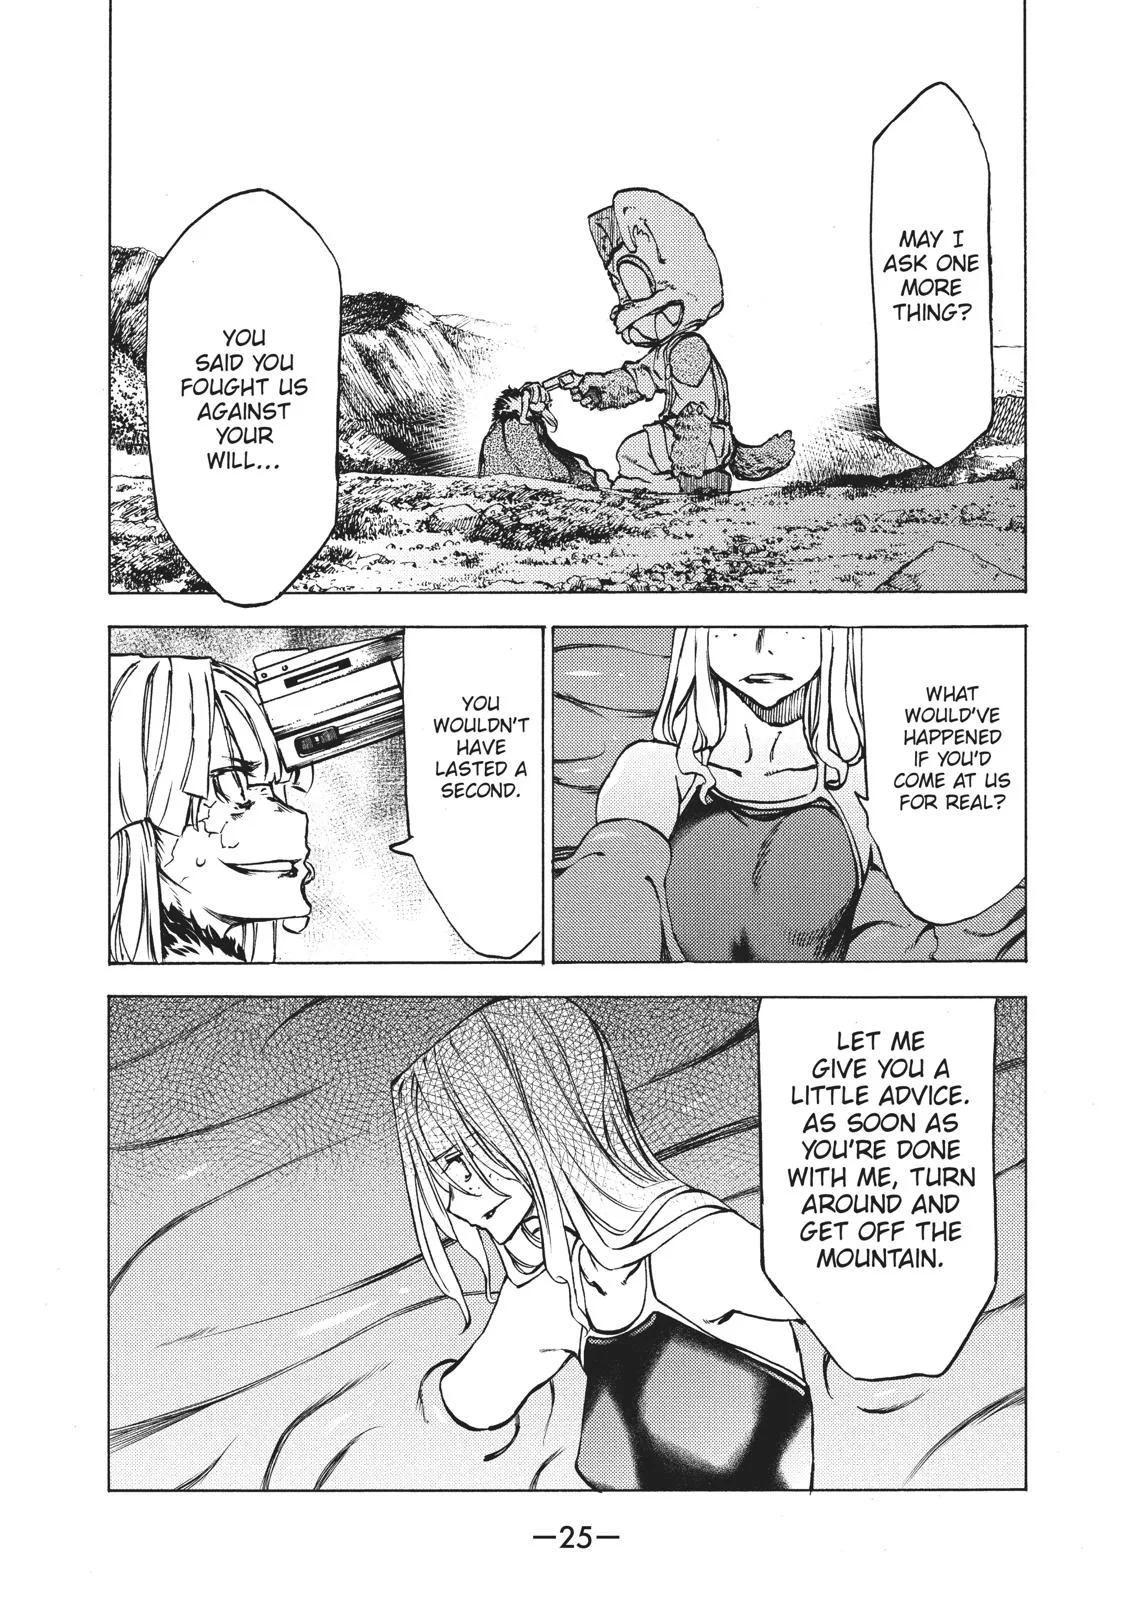 MAY I
ASK ONE
MORE
THING?
YOU
SAID YOU
FOUGHT US
AGAINST
YOUR
WILL...
WHAT
WOULD'VE
HAPPENED
IF YOU'D
COME AT US
FOR REAL?
YOU
WOULDN'T
HAVE
LASTED A
SECOND.
LET ME
GIVE YOU A
LITTLE ADVICE.
AS SOON AS
YOU'RE DONE
WITH ME, TURN
AROUND AND
GET OFF THE
MOUNTAIN.
—25—